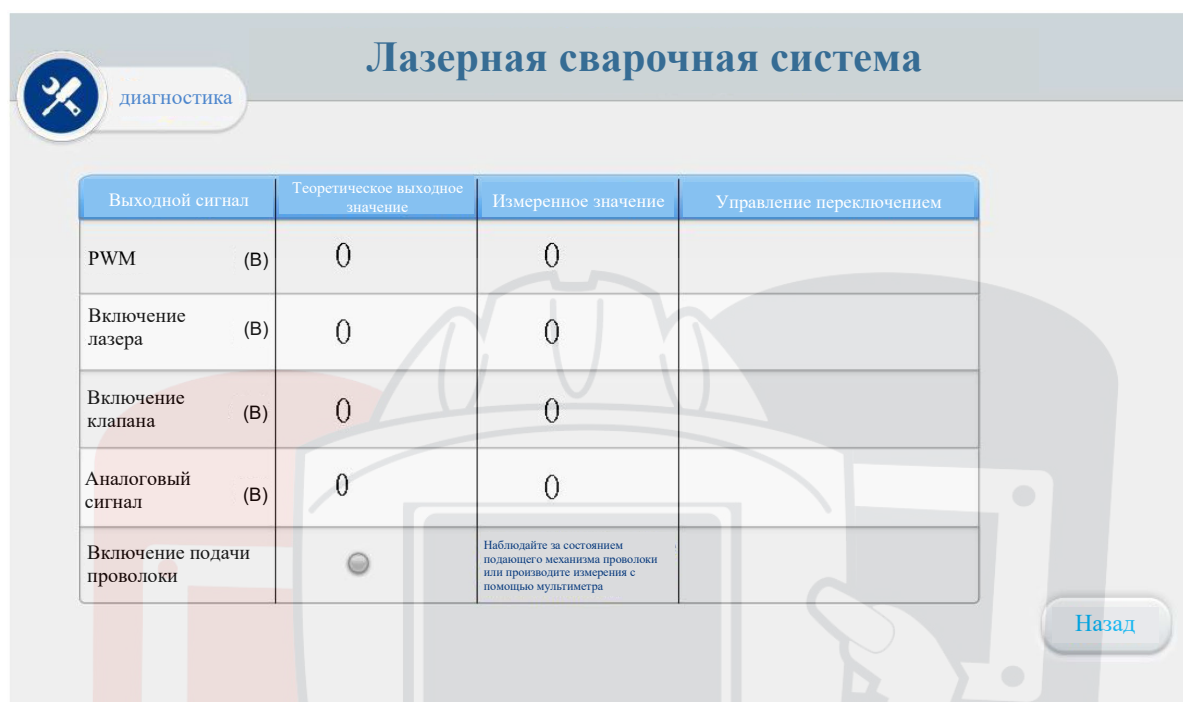 Лазерная сварочная система
диагностика
Выходной сигнал
Теоретическое выходное
значение
Измеренное значение
Управление переключением
PWM (В) 0 0
Включение
лазера (В) 0 0
Включение
клапана (В) 0 0
Аналоговый
сигнал (В) 0 0
Включение подачи
проволоки
Наблюдайте за состоянием
подающего механизма проволоки
или производите измерения с
помощью мультиметра
Назад